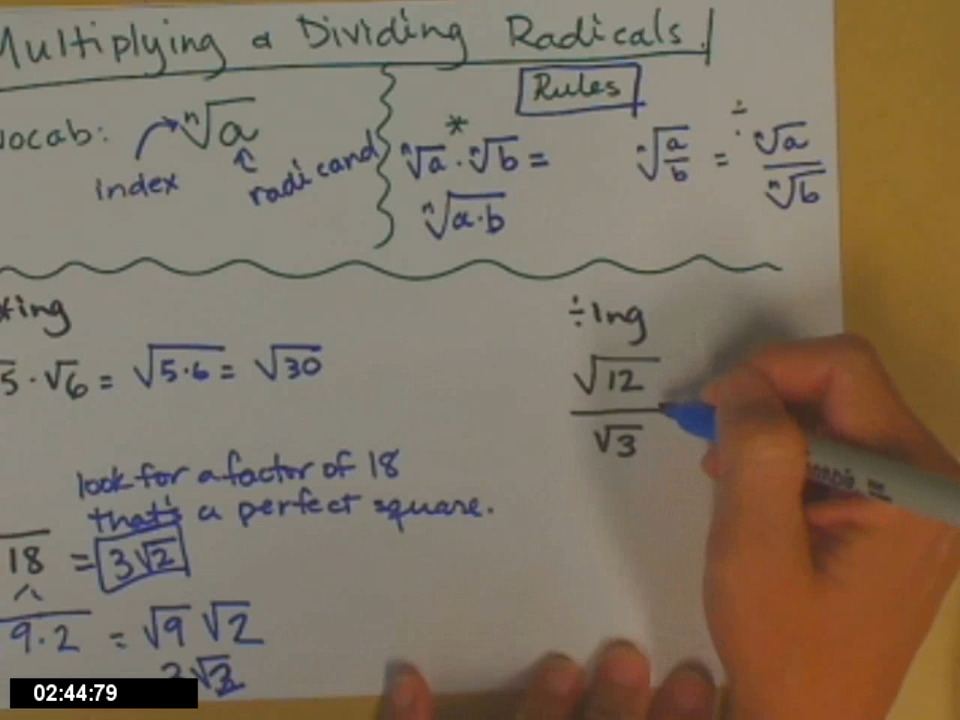 Multiplying & Dividing Radicals!
Rules
Vocab: ⁿ√a
index
radicand
*
ⁿ√a · ⁿ√b =
ⁿ√a·b
÷
ⁿ√a/b = ⁿ√a/ⁿ√b
*ing
√5 · √6 = √5·6 = √30
look for a factor of 18
that's a perfect square.
√18 = 3√2
√9·2 = √9 √2
3√2
÷ing
√12
√3
02:44:79